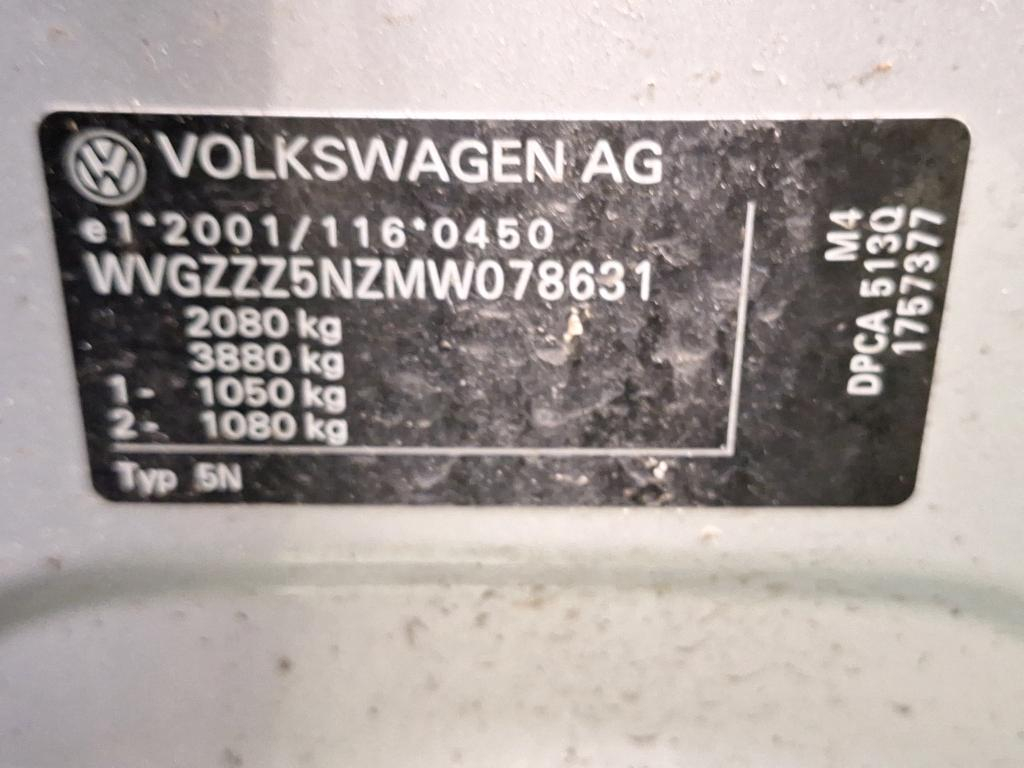 VOLKSWAGEN AG
e1*2001/116*0450
WVGZZZ5NZMW078631
2080 kg
3880 kg
1- 1050 kg
2- 1080 kg
Typ 5N
M4
DPCA 513Q
1757377